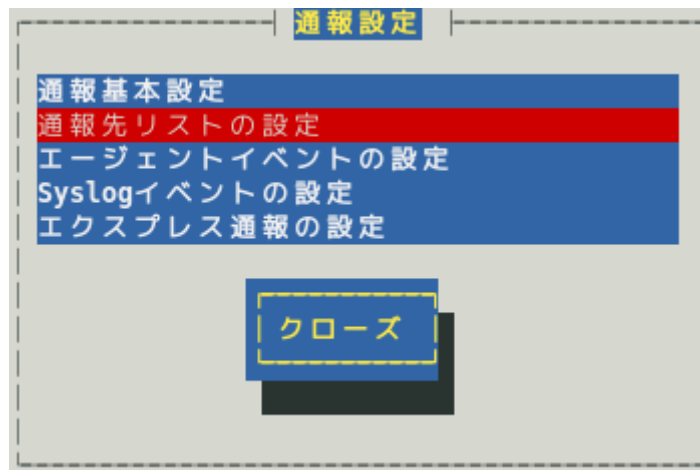 通報設定
通報基本設定
通報先リストの設定
エージェントイベントの設定
Syslogイベントの設定
エクスプレス通報の設定
クローズ